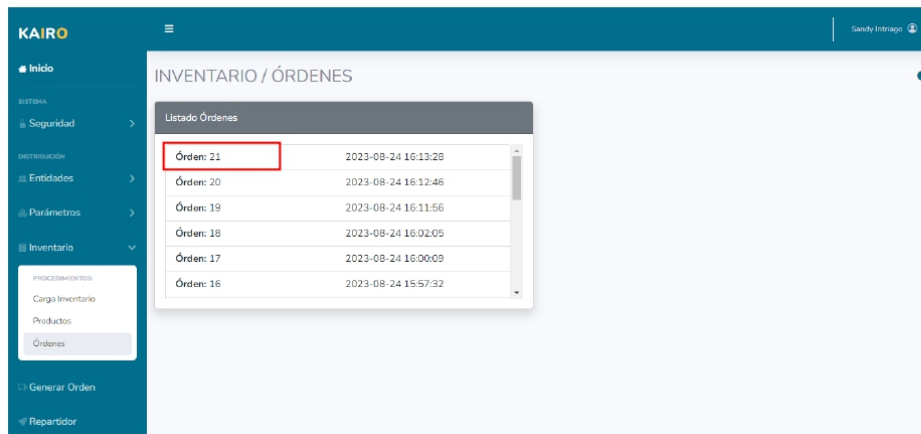 KAIRO
Sandy Intriago
Inicio
INVENTARIO / ÓRDENES
SISTEMA
Seguridad
Listado Órdenes
DISTRIBUCIÓN
Entidades
Parámetros
Inventario
PROCEDIMIENTOS:
Carga Inventario
Productos
Órdenes
Generar Orden
Repartidor
Órden: 21 2023-08-24 16:13:28
Órden: 20 2023-08-24 16:12:46
Órden: 19 2023-08-24 16:11:56
Órden: 18 2023-08-24 16:02:05
Órden: 17 2023-08-24 16:00:09
Órden: 16 2023-08-24 15:57:32